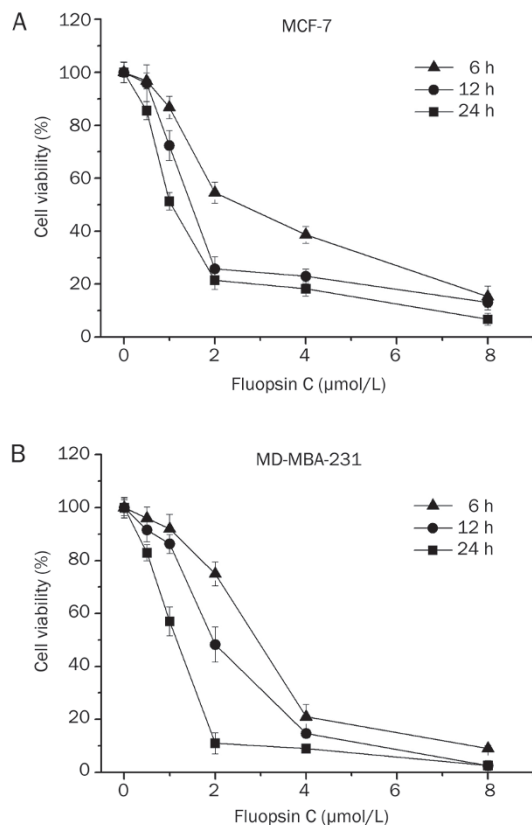 A
MCF-7
120
100
80
60
40
20
0
Cell viability (%)
6 h
12 h
24 h
0 2 4 6 8
Fluopsin C (µmol/L)
B
MD-MBA-231
120
100
80
60
40
20
0
Cell viability (%)
6 h
12 h
24 h
0 2 4 6 8
Fluopsin C (µmol/L)